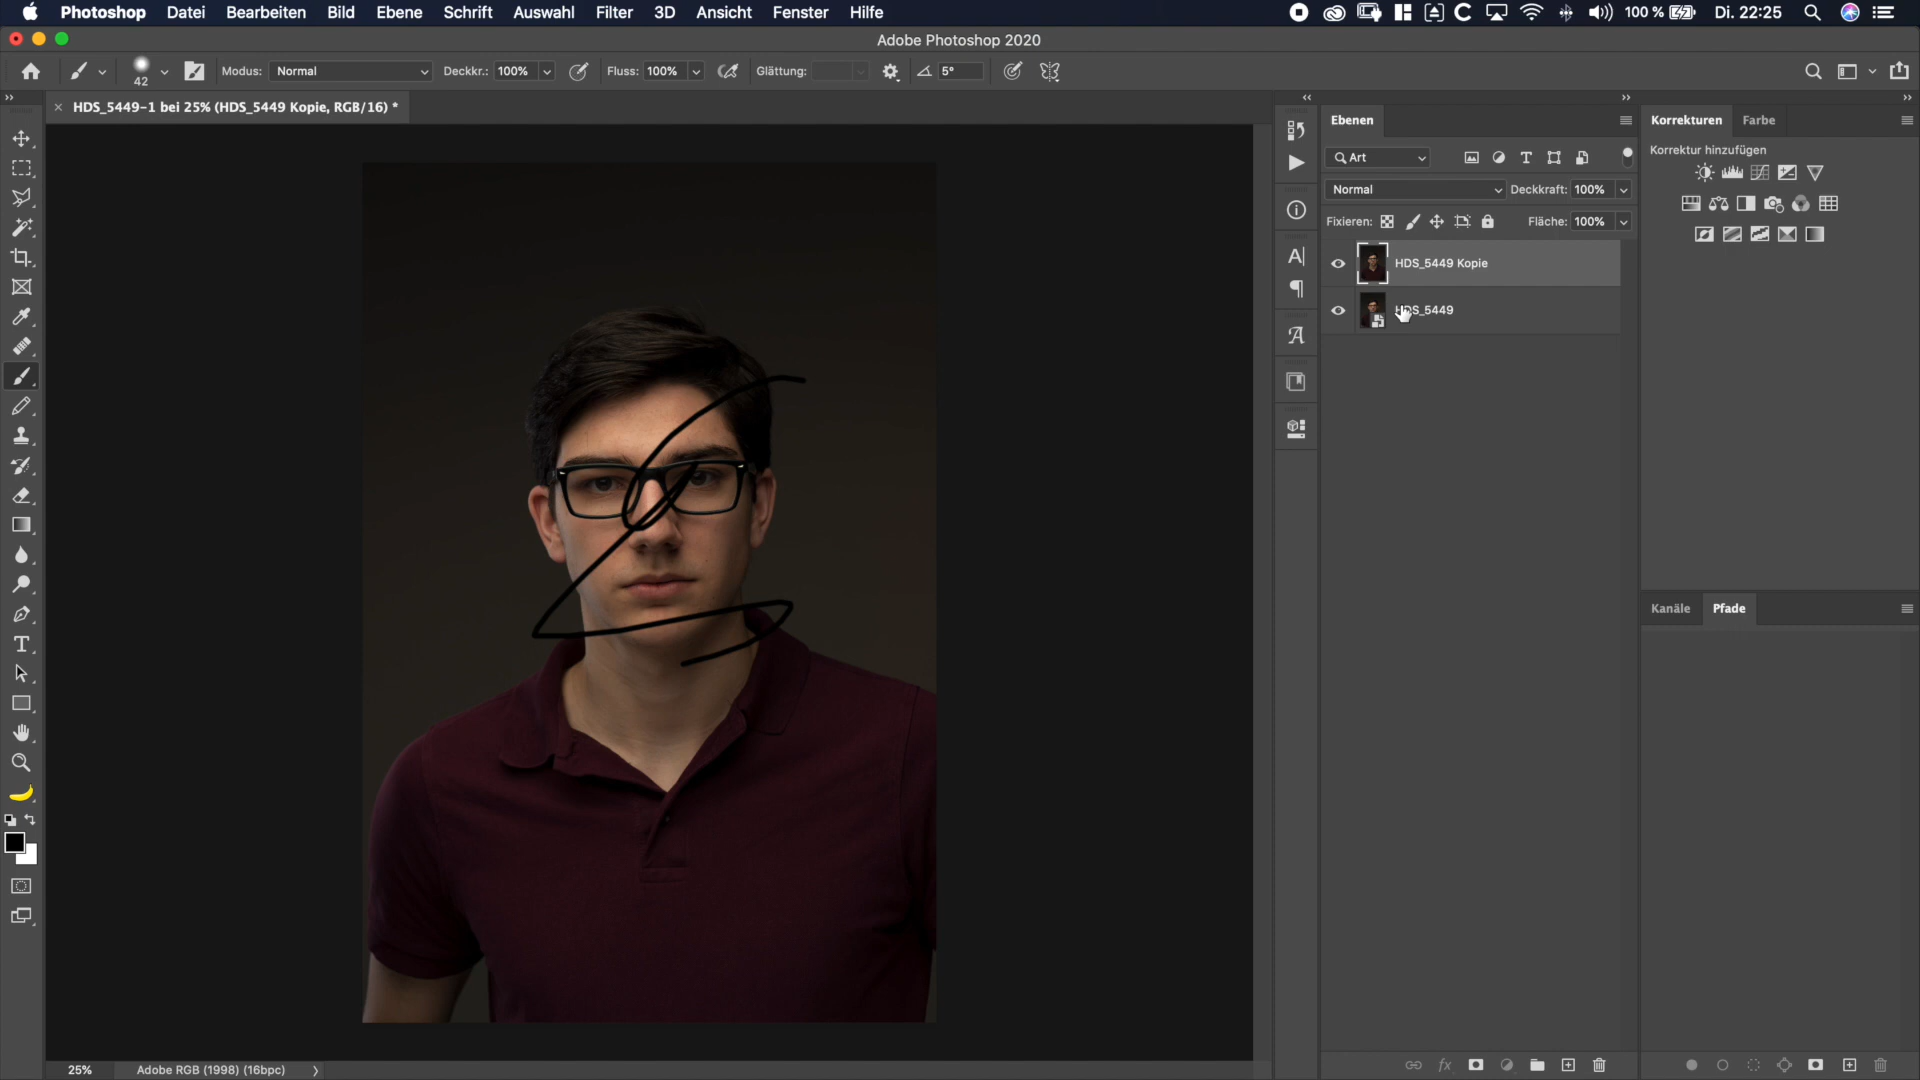 Photoshop Datei Bearbeiten Bild Ebene Schrift Auswahl Filter 3D Ansicht Fenster Hilfe 100 % Di. 22:25
Adobe Photoshop 2020
42 Modus: Normal Deckkr.: 100% Fluss: 100% Glättung: 5°
HDS_5449-1 bei 25% (HDS_5449 Kopie, RGB/16) *
Ebenen
Korrekturen Farbe
Korrektur hinzufügen
Art
Normal Deckkraft: 100%
Fixieren: Fläche: 100%
HDS_5449 Kopie
HDS_5449
Kanäle Pfade
25% Adobe RGB (1998) (16bpc)